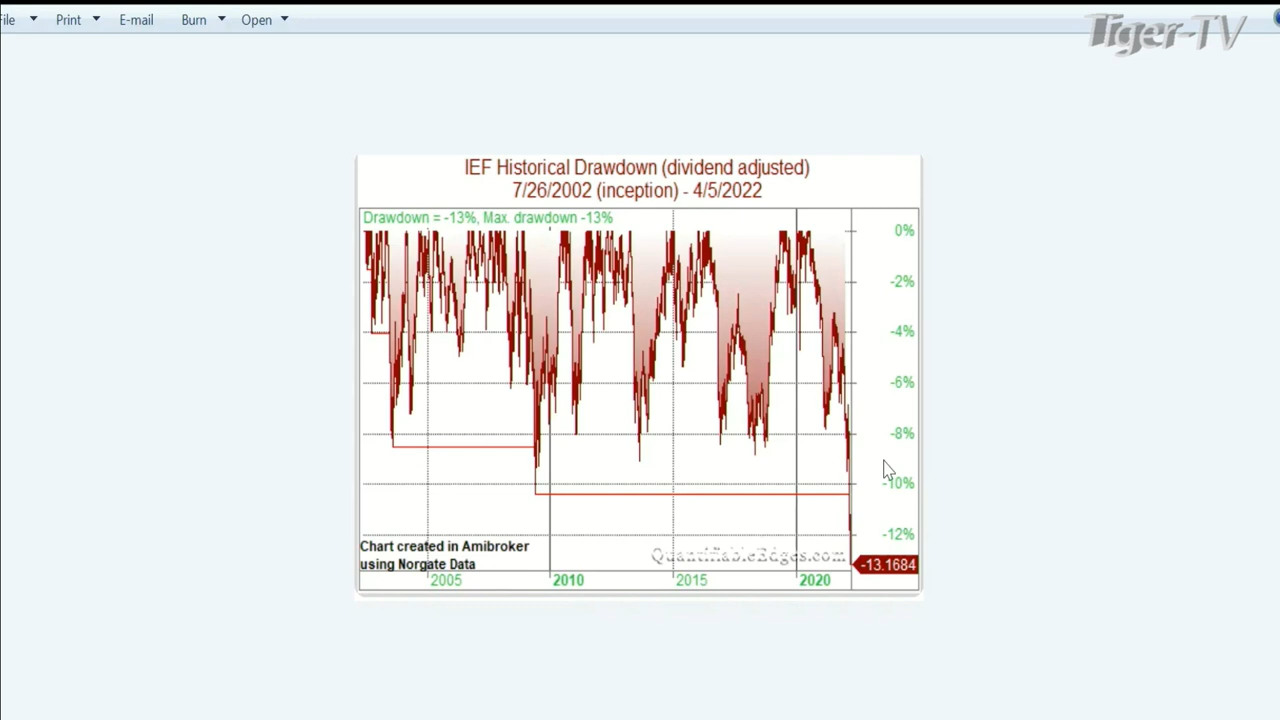 File Print E-mail Burn Open
Tiger-TV
IEF Historical Drawdown (dividend adjusted)
7/26/2002 (inception) - 4/5/2022
Drawdown = -13%, Max. drawdown -13%
0%
-2%
-4%
-6%
-8%
-10%
-12%
Chart created in Amibroker
using Norgate Data
QuantifiableEdges.com
-13.1684
2005 2010 2015 2020